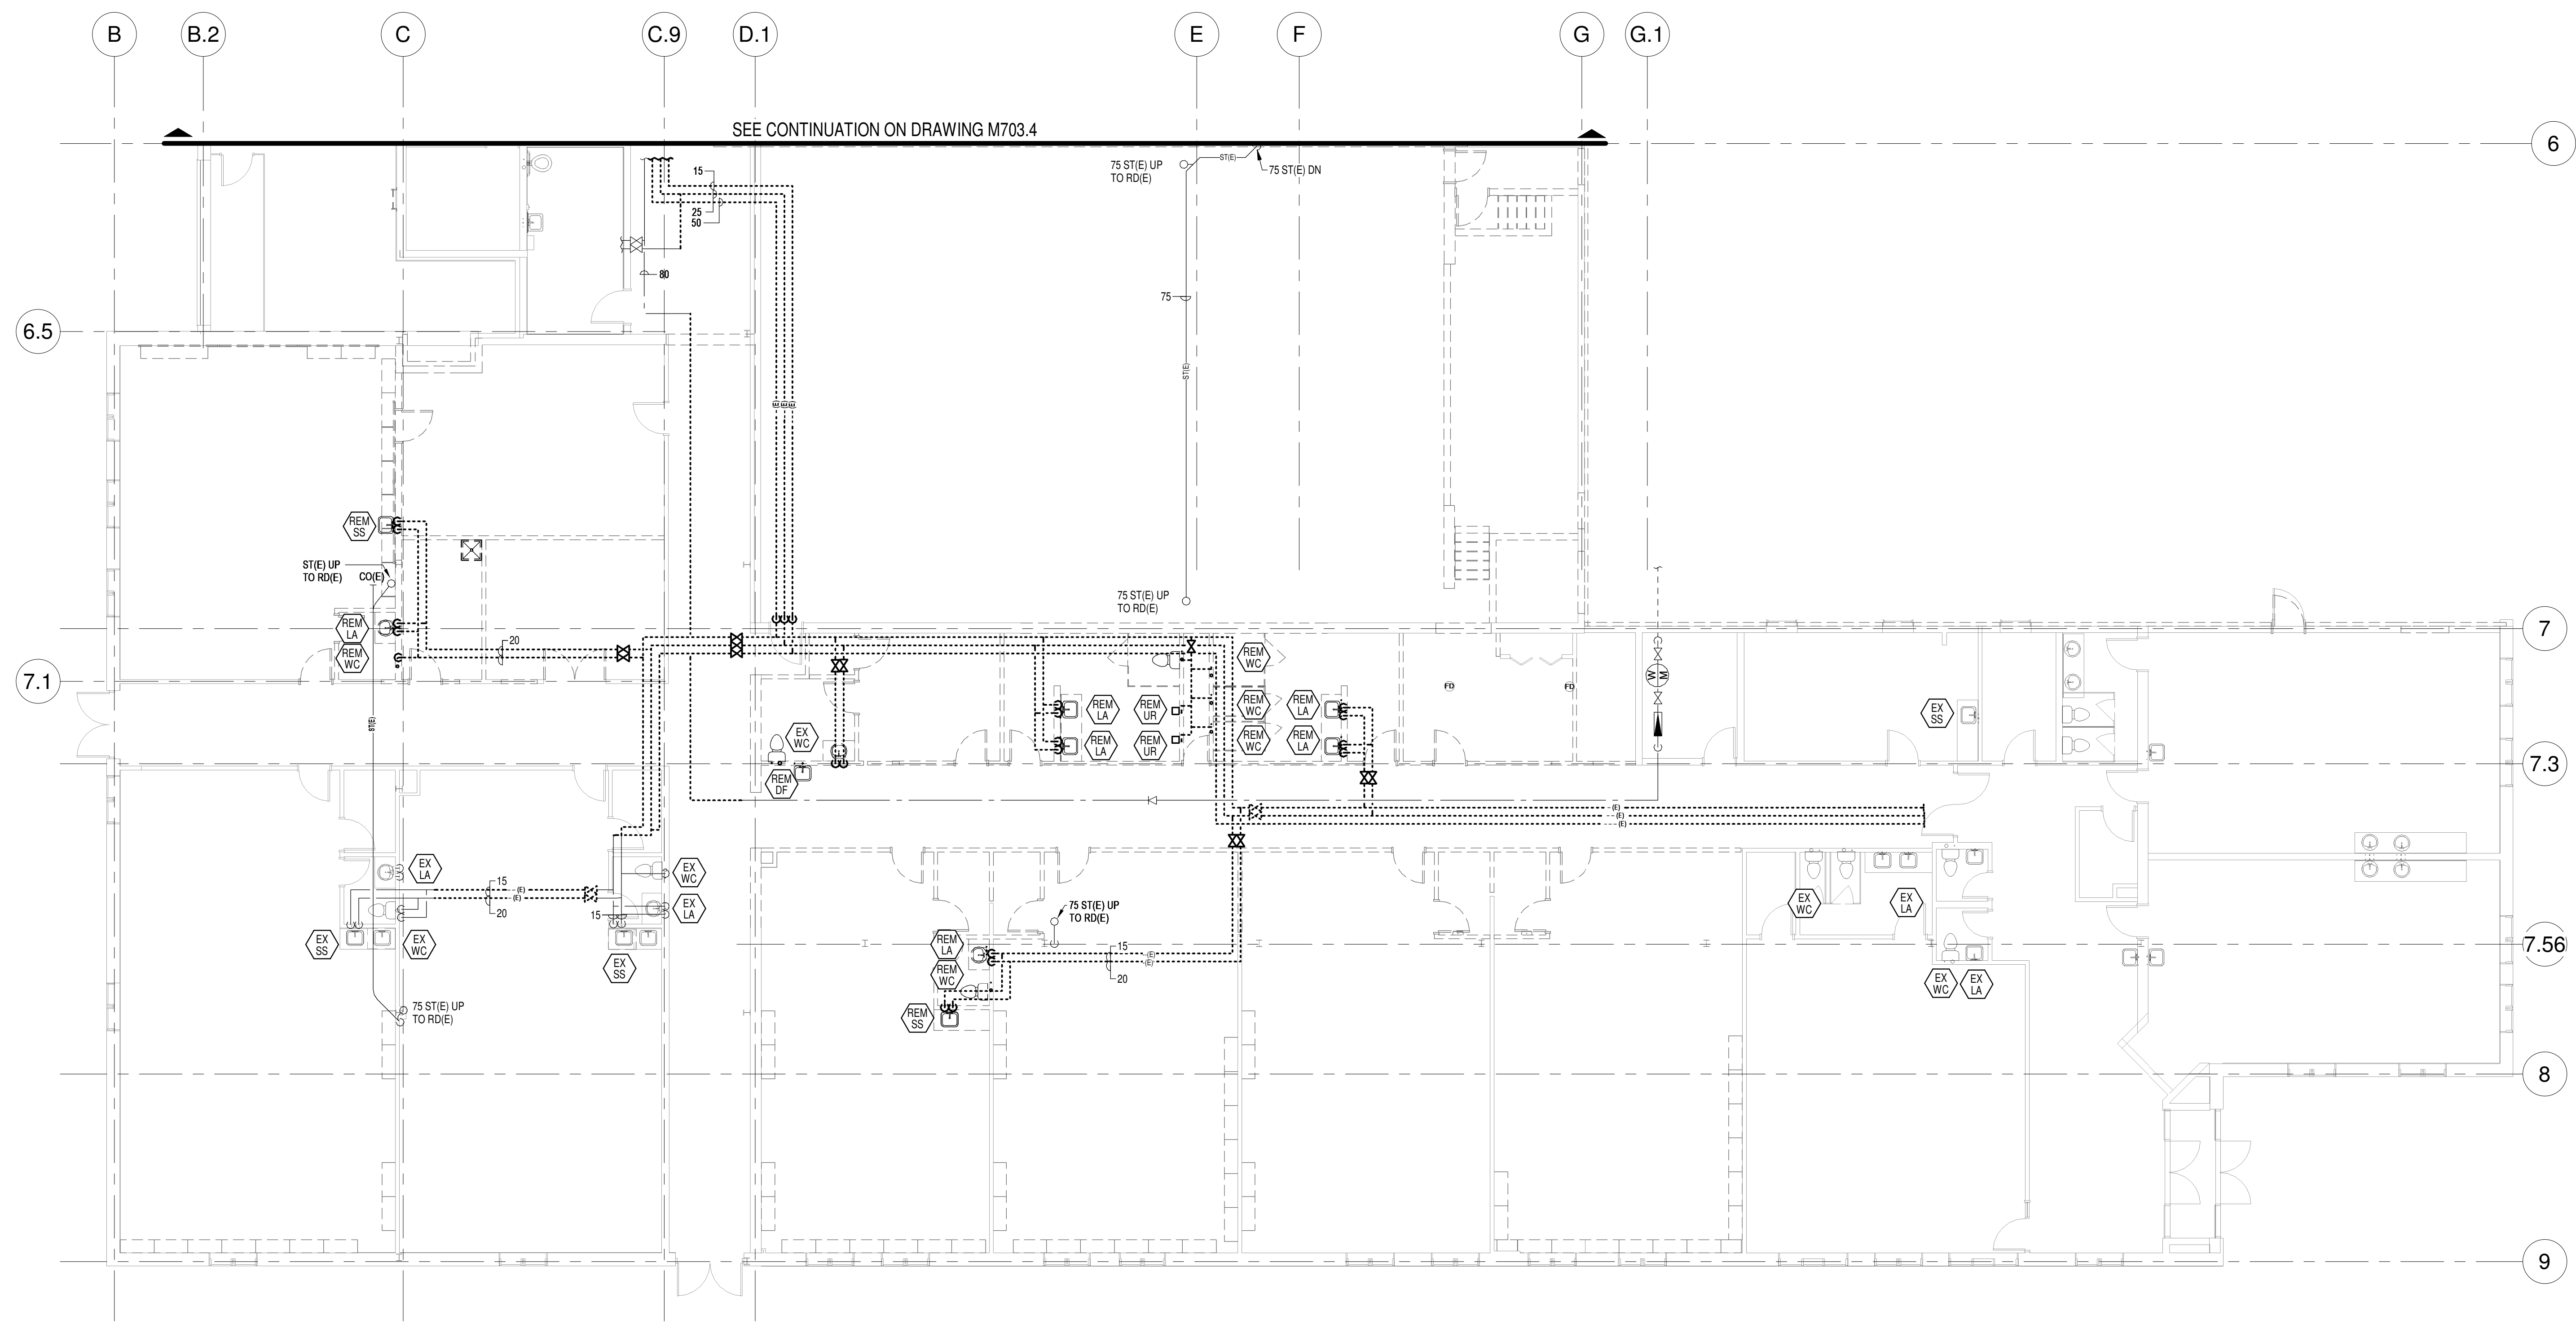 B
B.2
C
C.9
D.1
E
F
G
G.1
SEE CONTINUATION ON DRAWING M703.4
6
15
25
50
80
75 ST(E) UP
TO RD(E)
ST(E)
75 ST(E) DN
75
ST(E)
6.5
(E)
(E)
(E)
REM
SS
ST(E) UP
TO RD(E)
CO(E)
75 ST(E) UP
TO RD(E)
REM
LA
REM
WC
20
7
7.1
ST(E)
REM
WC
REM
LA
REM
UR
REM
WC
REM
LA
FD
FD
W
M
EX
SS
EX
WC
REM
LA
REM
UR
REM
WC
REM
LA
REM
DF
7.3
(E)
(E)
(E)
EX
LA
EX
WC
15
(E)
(E)
20
15
EX
LA
EX
SS
EX
WC
EX
SS
75 ST(E) UP
TO RD(E)
REM
LA
REM
WC
15
(E)
(E)
20
REM
SS
EX
WC
EX
LA
7.56
EX
WC
EX
LA
75 ST(E) UP
TO RD(E)
8
9